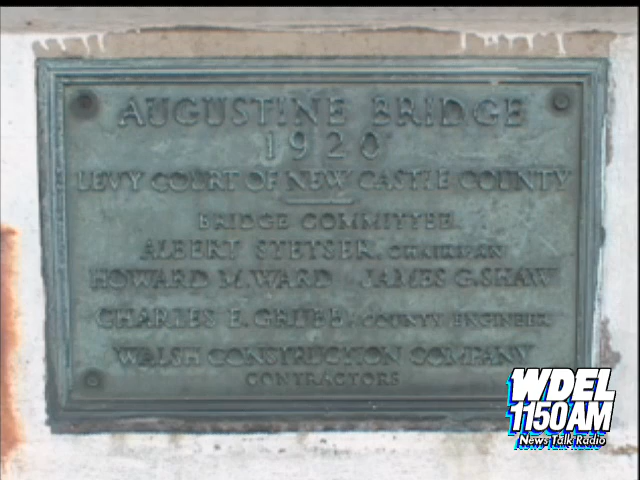 AUGUSTINE BRIDGE
1920
LEVY COURT OF NEW CASTLE COUNTY
BRIDGE COMMITTEE
ALBERT STETSER, CHAIRMAN
HOWARD M. WARD JAMES G. SHAW
CHARLES E. GRUBB, COUNTY ENGINEER
WALSH CONSTRUCTION COMPANY
CONTRACTORS
WDEL
1150AM
News Talk Radio